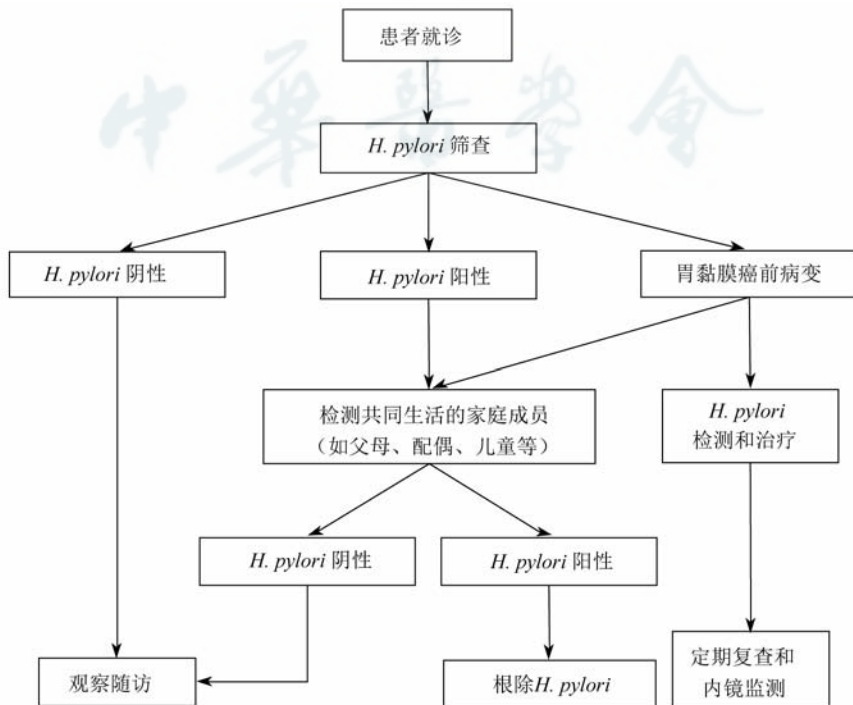 中華醫學會
患者就诊
H. pylori 筛查
H. pylori 阴性
H. pylori 阳性
胃黏膜癌前病变
检测共同生活的家庭成员
（如父母、配偶、儿童等）
H. pylori
检测和治疗
H. pylori 阴性
H. pylori 阳性
观察随访
根除H. pylori
定期复查和
内镜监测